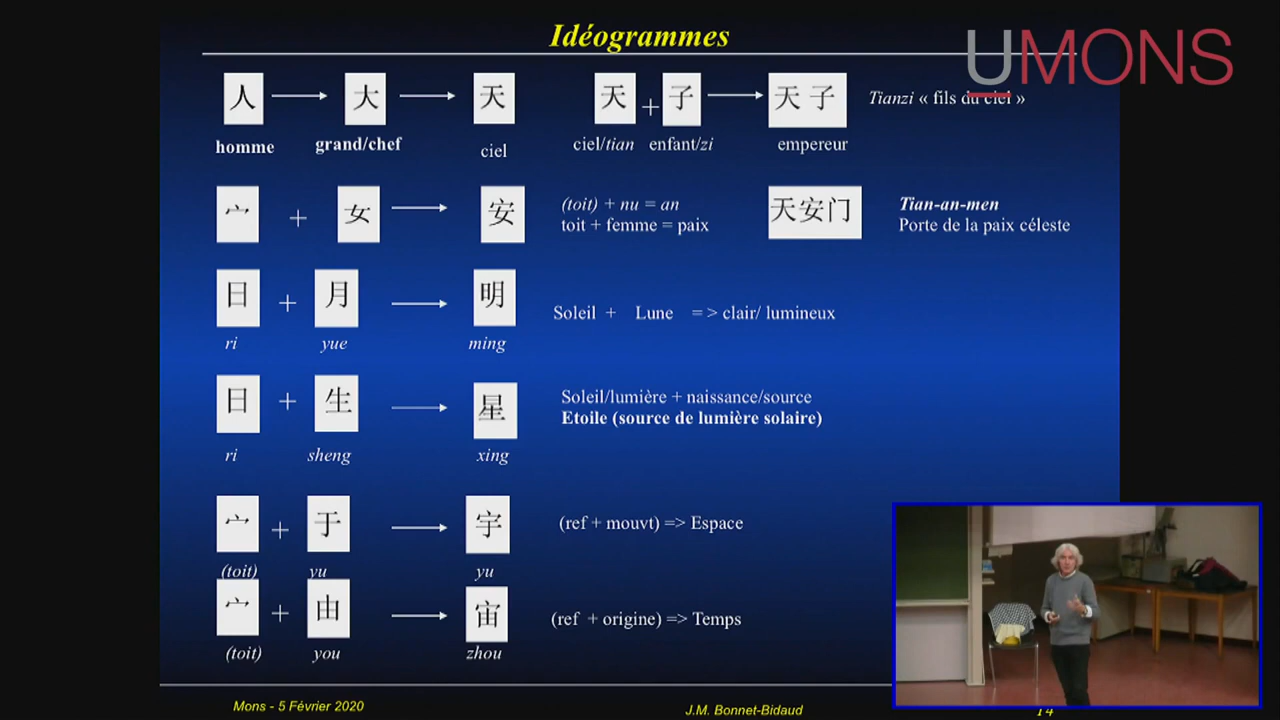 Idéogrammes
UMONS
人 大 天 天 + 子 天 子 Tianzi « fils du ciel »
homme grand/chef ciel ciel/tian enfant/zi empereur
宀 + 女 安 (toit) + nu = an 天安门 Tian-an-men
toit + femme = paix Porte de la paix céleste
日 + 月 明 Soleil + Lune = > clair/ lumineux
ri yue ming
日 + 生 星 Soleil/lumière + naissance/source
Etoile (source de lumière solaire)
ri sheng xing
宀 + 于 宇 (ref + mouvt) => Espace
(toit) yu yu
宀 + 由 宙 (ref + origine) => Temps
(toit) you zhou
Mons - 5 Février 2020 J.M. Bonnet-Bidaud 14